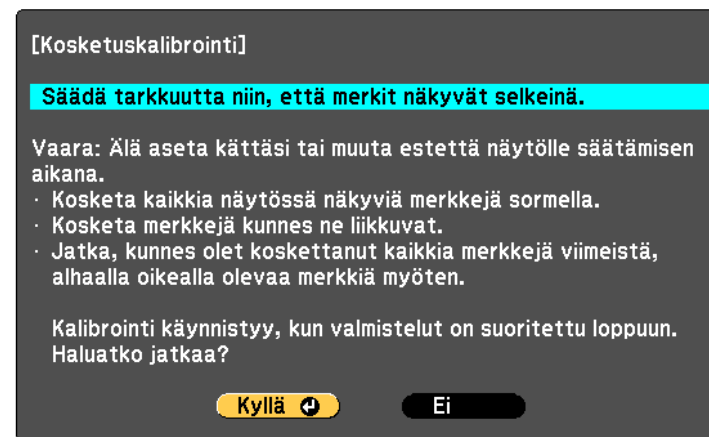 [Kosketuskalibrointi]
Säädä tarkkuutta niin, että merkit näkyvät selkeinä.
Vaara: Älä aseta kättäsi tai muuta estettä näytölle säätämisen
aikana.
· Kosketa kaikkia näytössä näkyviä merkkejä sormella.
· Kosketa merkkejä kunnes ne liikkuvat.
· Jatka, kunnes olet koskettanut kaikkia merkkejä viimeistä,
alhaalla oikealla olevaa merkkiä myöten.
Kalibrointi käynnistyy, kun valmistelut on suoritettu loppuun.
Haluatko jatkaa?
Kyllä Ei